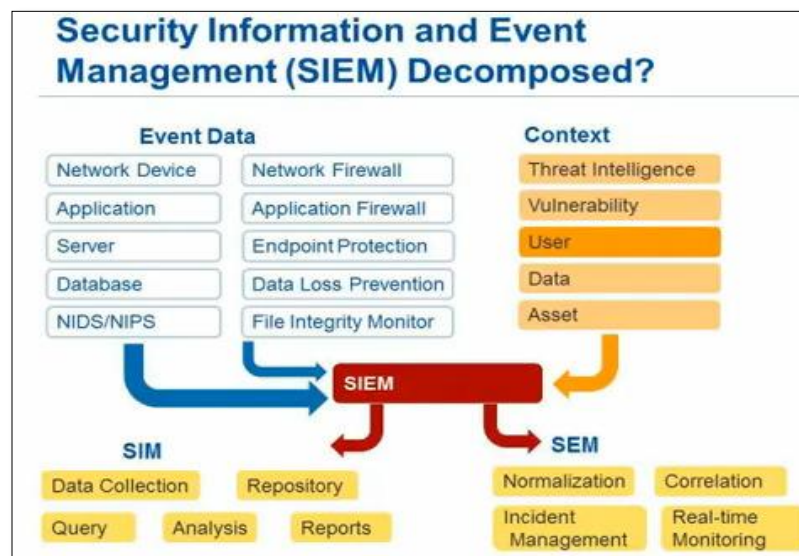 Security Information and Event
Management (SIEM) Decomposed?
Event Data
Network Device
Application
Server
Database
NIDS/NIPS
Network Firewall
Application Firewall
Endpoint Protection
Data Loss Prevention
File Integrity Monitor
Context
Threat Intelligence
Vulnerability
User
Data
Asset
SIEM
SIM
Data Collection
Repository
Query
Analysis
Reports
SEM
Normalization
Correlation
Incident
Management
Real-time
Monitoring